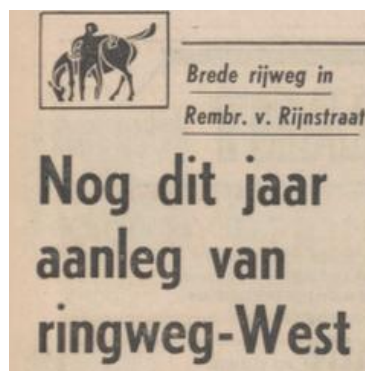 Brede rijweg in
Rembr. v. Rijnstraat
Nog dit jaar
aanleg van
ringweg-West